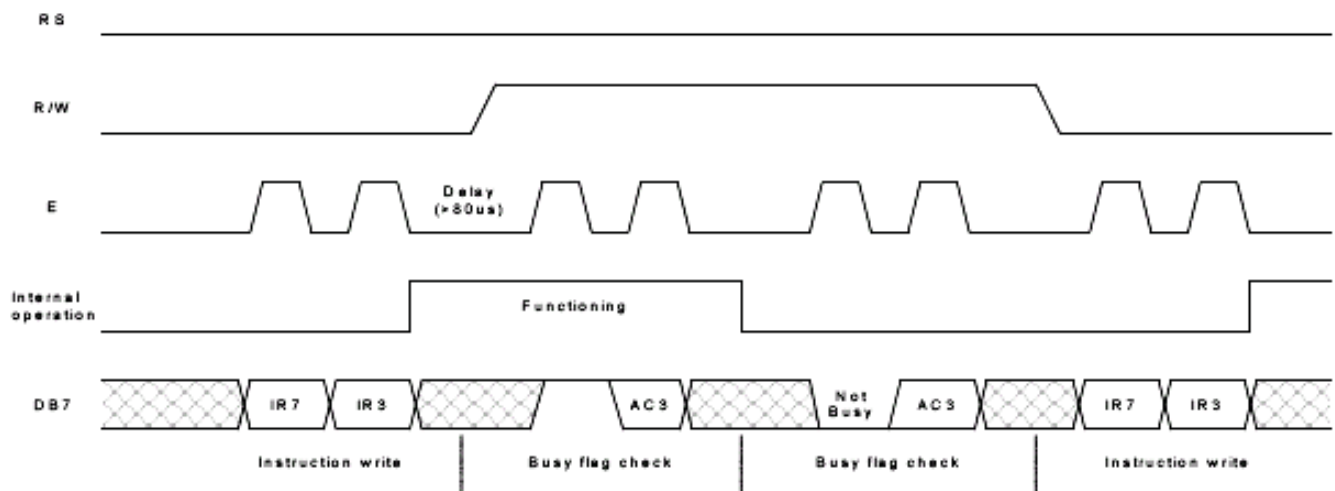 RS
R/W
E
Delay
(>80us)
Internal
operation
Functioning
DB7
IR7
IR3
AC3
Not
Busy
AC3
IR7
IR3
Instruction write
Busy flag check
Busy flag check
Instruction write